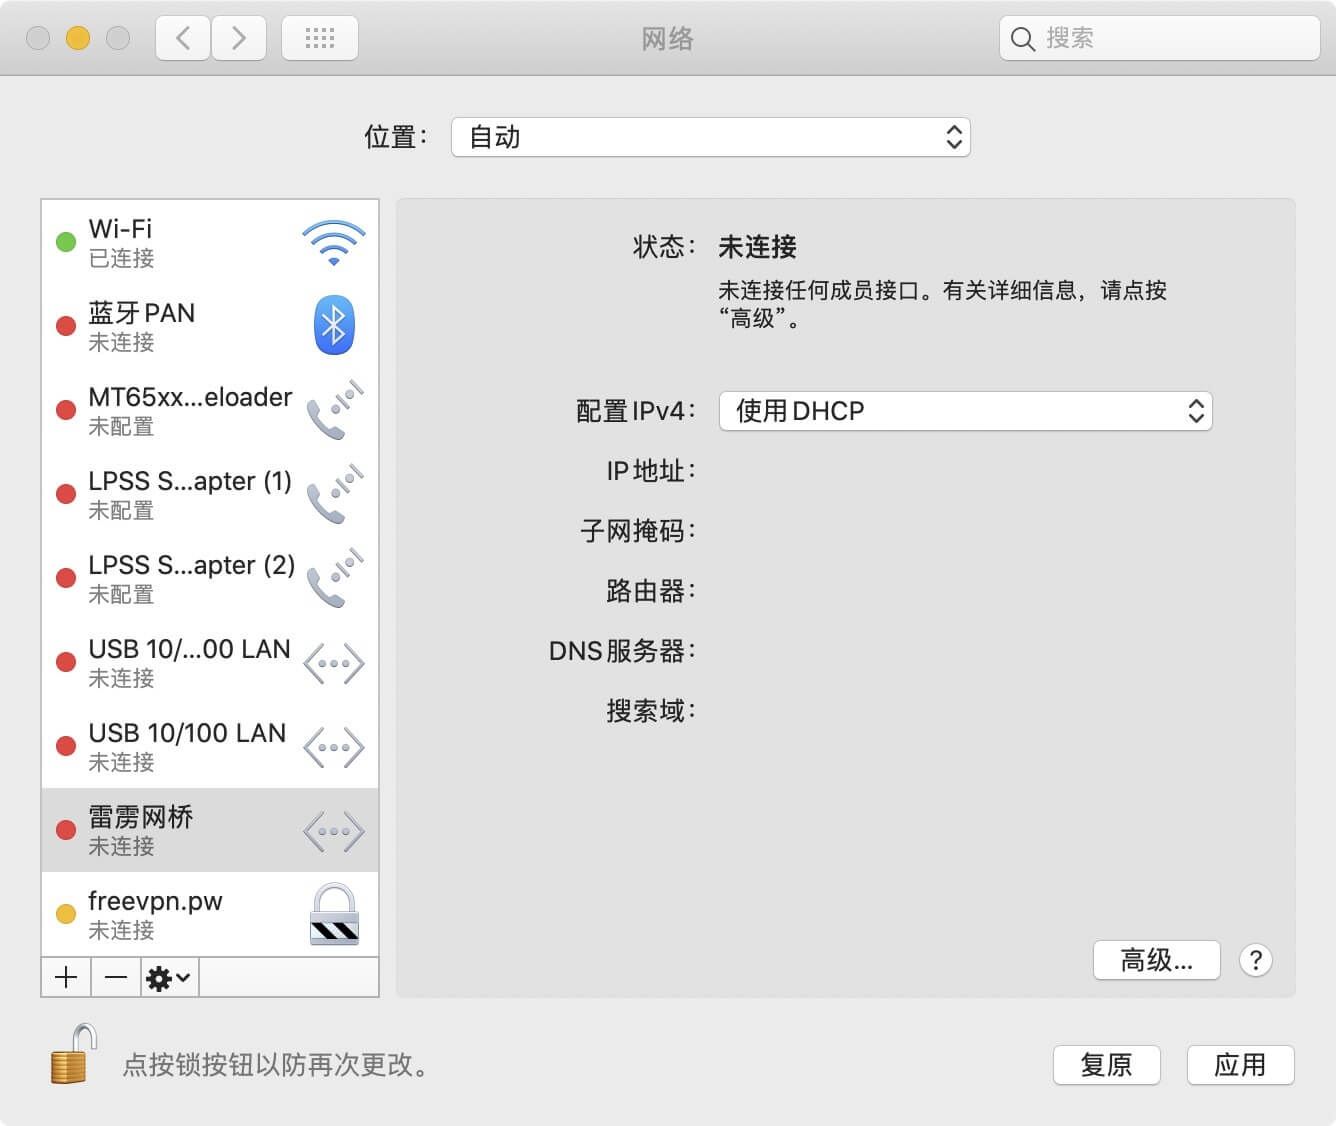 网络
搜索
位置：
自动
Wi-Fi
已连接
蓝牙 PAN
未连接
MT65xx...eloader
未配置
LPSS S...apter (1)
未配置
LPSS S...apter (2)
未配置
USB 10/...00 LAN
未连接
USB 10/100 LAN
未连接
雷雳网桥
未连接
freevpn.pw
未连接
状态： 未连接
未连接任何成员接口。有关详细信息，请点按
“高级”。
配置 IPv4： 使用 DHCP
IP 地址：
子网掩码：
路由器：
DNS 服务器：
搜索域：
高级... ?
点按锁按钮以防再次更改。
复原 应用